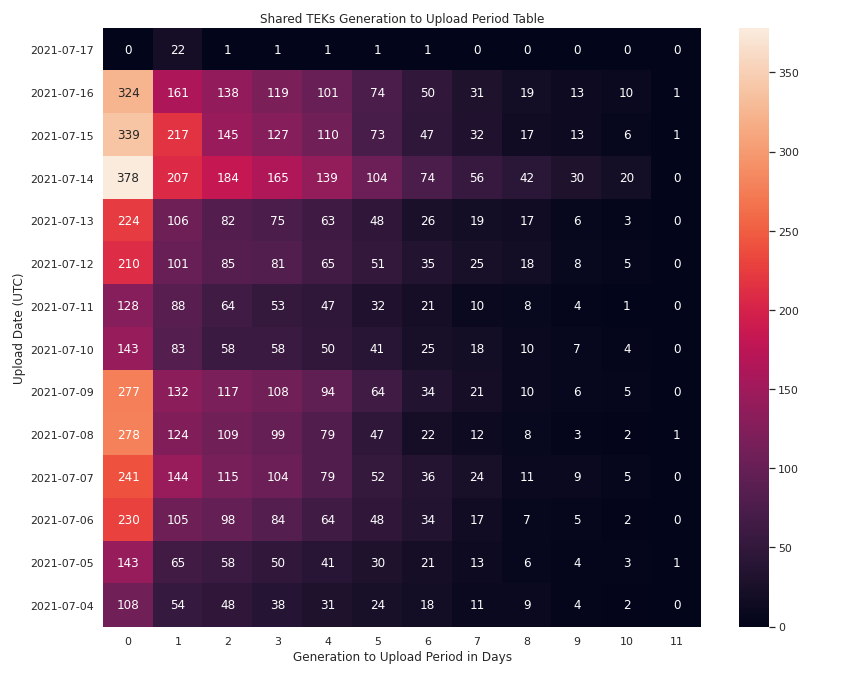 Shared TEKs Generation to Upload Period Table
Upload Date (UTC)
2021-07-17 0 22 1 1 1 1 1 0 0 0 0 0
2021-07-16 324 161 138 119 101 74 50 31 19 13 10 1
2021-07-15 339 217 145 127 110 73 47 32 17 13 6 1
2021-07-14 378 207 184 165 139 104 74 56 42 30 20 0
2021-07-13 224 106 82 75 63 48 26 19 17 6 3 0
2021-07-12 210 101 85 81 65 51 35 25 18 8 5 0
2021-07-11 128 88 64 53 47 32 21 10 8 4 1 0
2021-07-10 143 83 58 58 50 41 25 18 10 7 4 0
2021-07-09 277 132 117 108 94 64 34 21 10 6 5 0
2021-07-08 278 124 109 99 79 47 22 12 8 3 2 1
2021-07-07 241 144 115 104 79 52 36 24 11 9 5 0
2021-07-06 230 105 98 84 64 48 34 17 7 5 2 0
2021-07-05 143 65 58 50 41 30 21 13 6 4 3 1
2021-07-04 108 54 48 38 31 24 18 11 9 4 2 0
0 1 2 3 4 5 6 7 8 9 10 11
Generation to Upload Period in Days
350
300
250
200
150
100
50
0